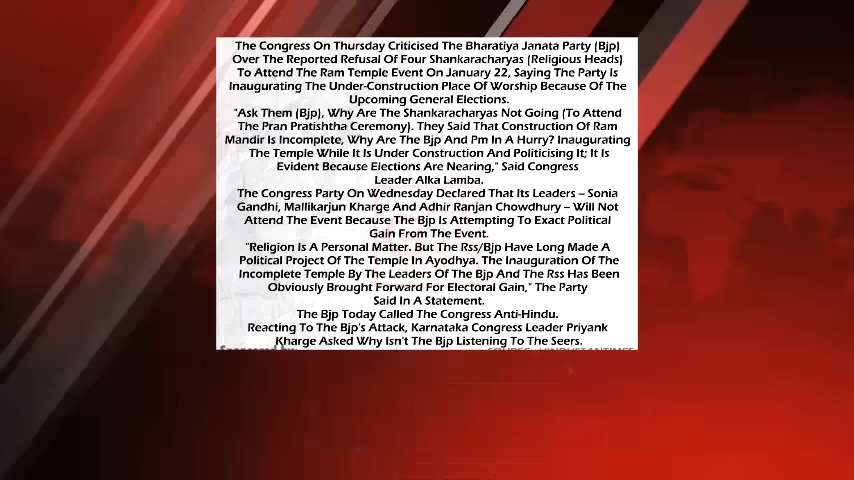 The Congress On Thursday Criticised The Bharatiya Janata Party (Bjp)
Over The Reported Refusal Of Four Shankaracharyas (Religious Heads)
To Attend The Ram Temple Event On January 22, Saying The Party Is
Inaugurating The Under-Construction Place Of Worship Because Of The
Upcoming General Elections.
"Ask Them (Bjp), Why Are The Shankaracharyas Not Going (To Attend
The Pran Pratishtha Ceremony). They Said That Construction Of Ram
Mandir Is Incomplete, Why Are The Bjp And Pm In A Hurry? Inaugurating
The Temple While It Is Under Construction And Politicising It; It Is
Evident Because Elections Are Nearing," Said Congress
Leader Alka Lamba.
The Congress Party On Wednesday Declared That Its Leaders – Sonia
Gandhi, Mallikarjun Kharge And Adhir Ranjan Chowdhury – Will Not
Attend The Event Because The Bjp Is Attempting To Exact Political
Gain From The Event.
"Religion Is A Personal Matter. But The Rss/Bjp Have Long Made A
Political Project Of The Temple In Ayodhya. The Inauguration Of The
Incomplete Temple By The Leaders Of The Bjp And The Rss Has Been
Obviously Brought Forward For Electoral Gain," The Party
Said In A Statement.
The Bjp Today Called The Congress Anti-Hindu.
Reacting To The Bjp's Attack, Karnataka Congress Leader Priyank
Kharge Asked Why Isn't The Bjp Listening To The Seers.